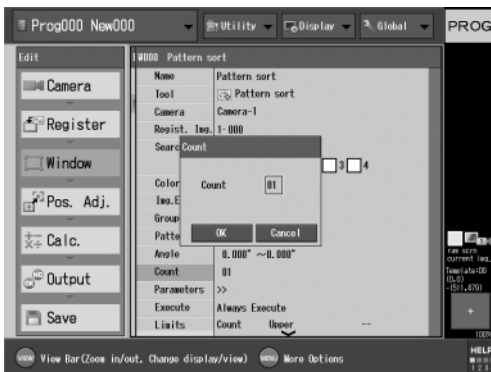 Prog000 New000
Utility
Display
Global
PROG
Edit
W000 Pattern sort
Camera
Register
Window
Pos. Adj.
Calc.
Output
Save
Name Pattern sort
Tool Pattern sort
Camera Camera-1
Regist. Img. 1-000
Searc
3 4
Color
Img.E
Group
Patte
Angle 0.000° ~0.000°
Count 01
Parameters >>
Execute Always Execute
Limits Count Upper --
Count
Count 01
OK Cancel
raw scrn
current img.
Template:00
(0,0)
-(511,479)
100%
VIEW View Bar(Zoom in/out, Change display/view) MENU More Options
HELP
1 2 3